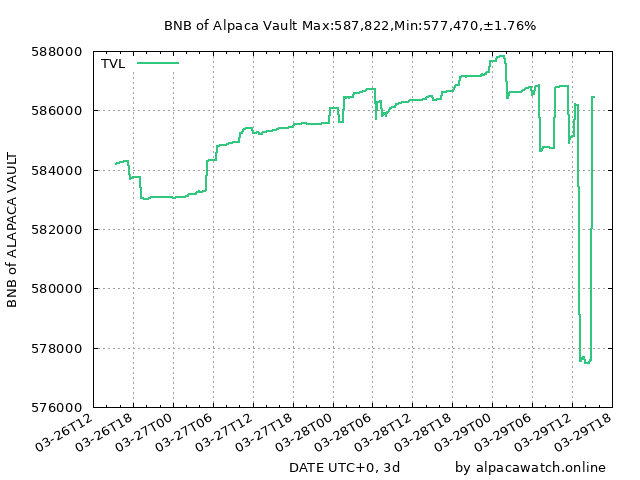 BNB of Alpaca Vault Max:587,822,Min:577,470,±1.76%
TVL
588000
586000
584000
582000
580000
578000
576000
BNB of ALAPACA VAULT
03-26T12
03-26T18
03-27T00
03-27T06
03-27T12
03-27T18
03-28T00
03-28T06
03-28T12
03-28T18
03-29T00
03-29T06
03-29T12
03-29T18
DATE UTC+0, 3d
by alpacawatch.online